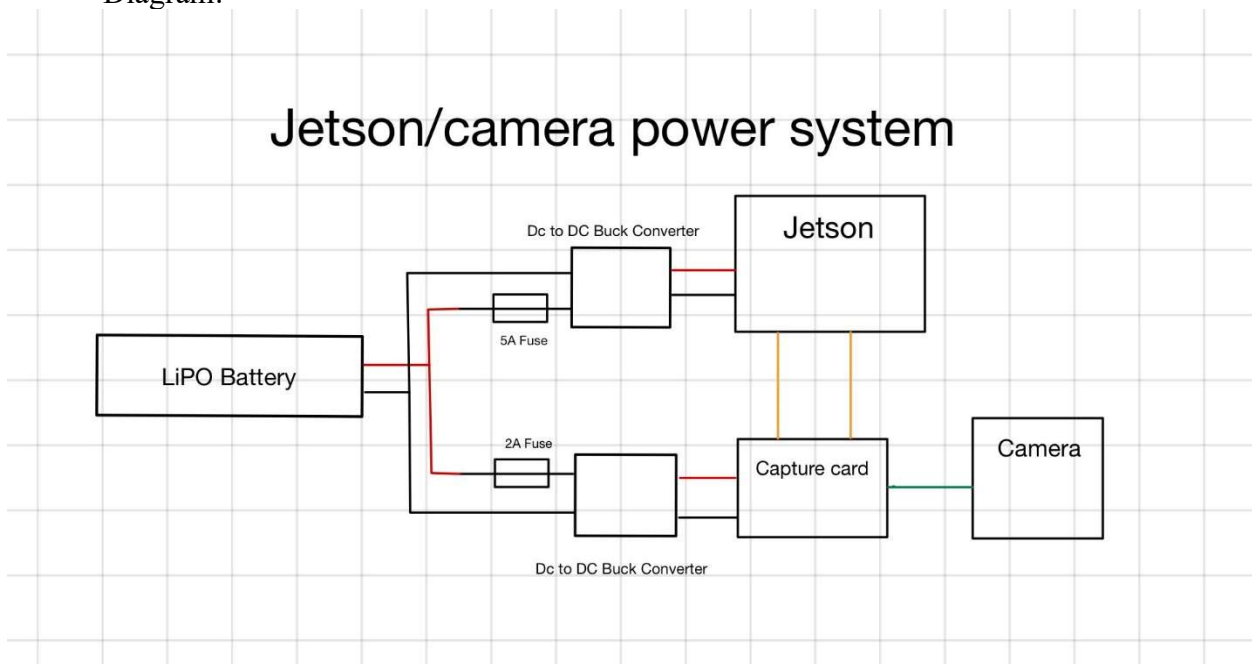 Diagram:
Jetson/camera power system
Dc to DC Buck Converter
Jetson
5A Fuse
LiPO Battery
2A Fuse
Capture card
Camera
Dc to DC Buck Converter